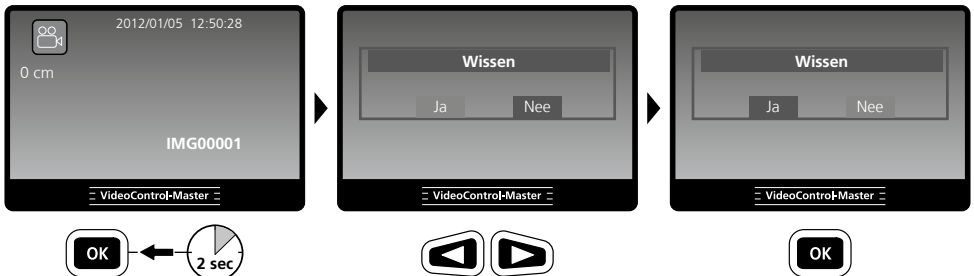 2012/01/05 12:50:28
0 cm
IMG00001
VideoControl-Master
OK
2 sec
Wissen
Ja Nee
VideoControl-Master
Wissen
Ja Nee
VideoControl-Master
OK